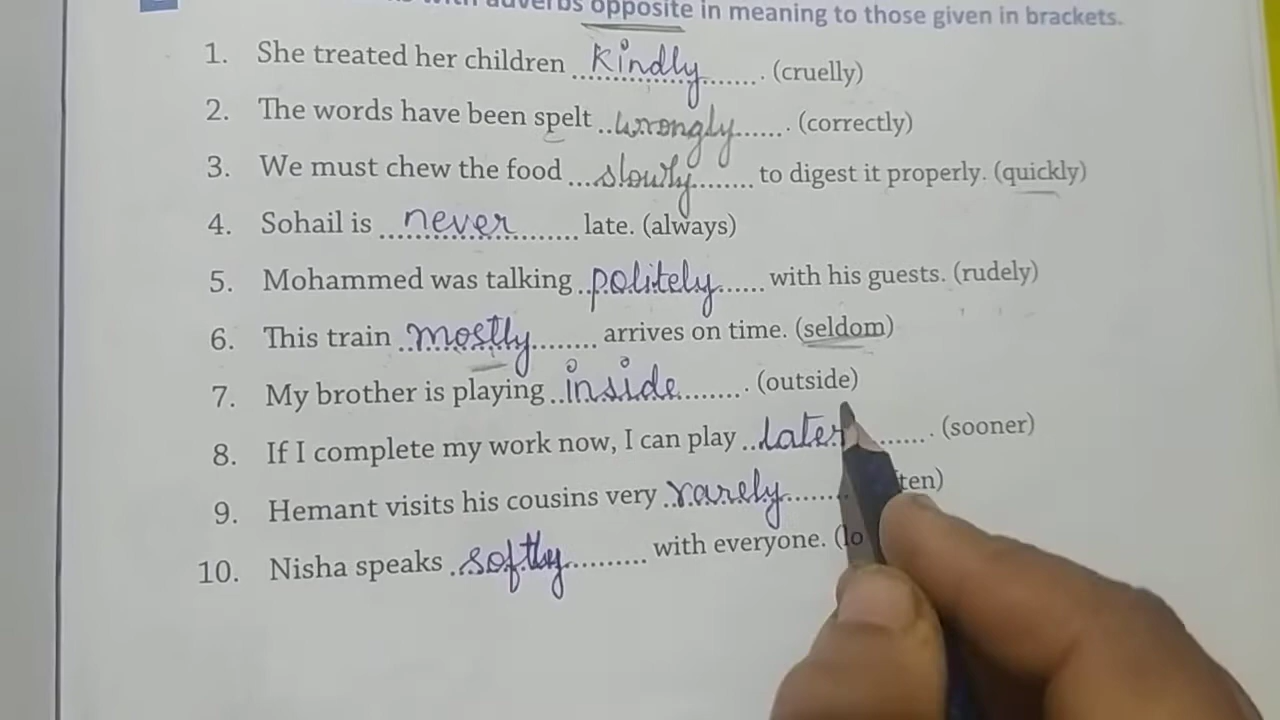 adverbs opposite in meaning to those given in brackets.
1. She treated her children kindly. (cruelly)
2. The words have been spelt wrongly. (correctly)
3. We must chew the food slowly to digest it properly. (quickly)
4. Sohail is never late. (always)
5. Mohammed was talking politely with his guests. (rudely)
6. This train mostly arrives on time. (seldom)
7. My brother is playing inside. (outside)
8. If I complete my work now, I can play later. (sooner)
9. Hemant visits his cousins very rarely
10. Nisha speaks softly with everyone.